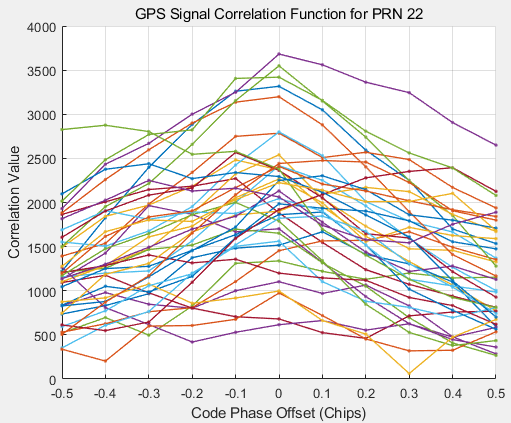 GPS Signal Correlation Function for PRN 22
4000
3500
3000
2500
2000
1500
1000
500
0
Correlation Value
-0.5 -0.4 -0.3 -0.2 -0.1 0 0.1 0.2 0.3 0.4 0.5
Code Phase Offset (Chips)